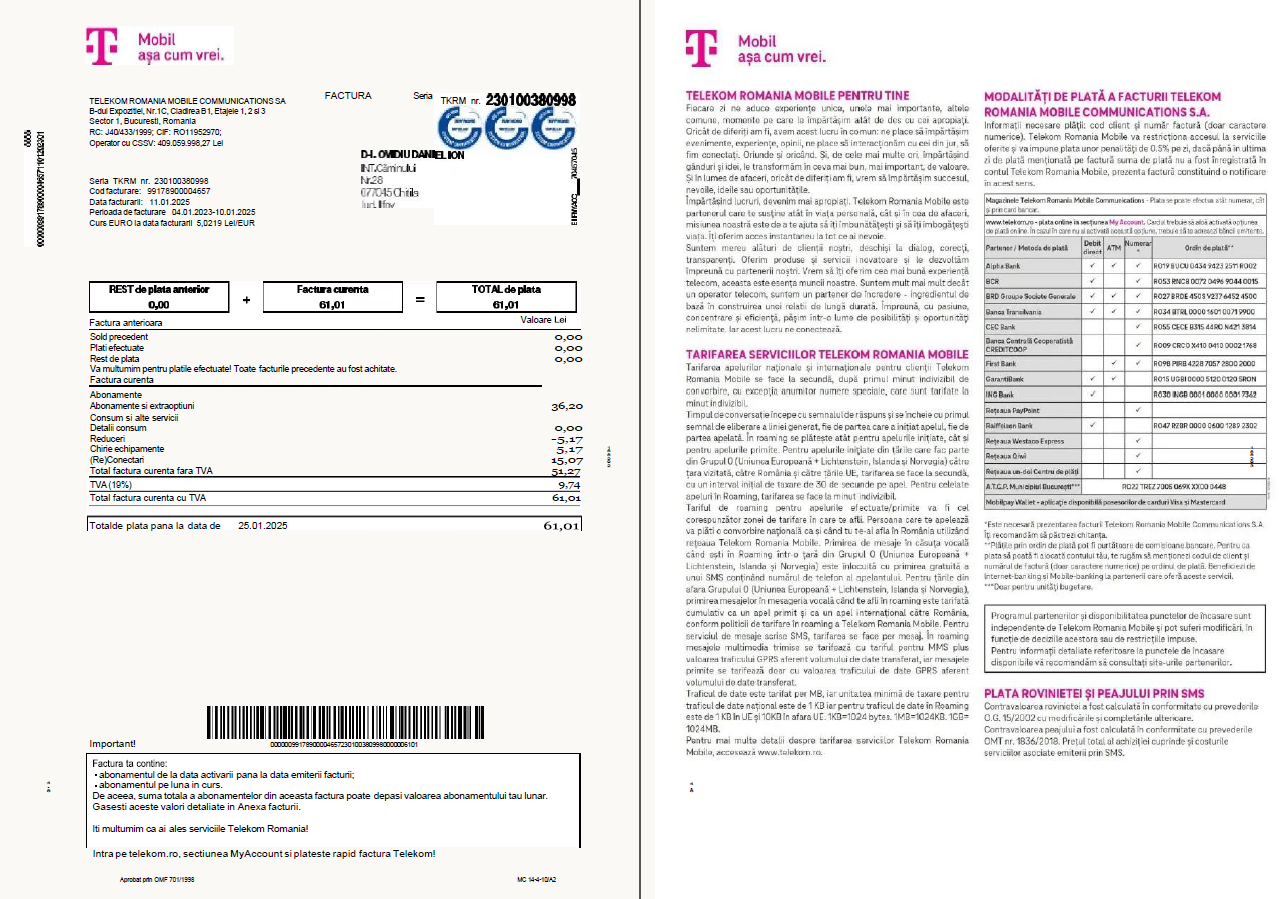 Mobil
așa cum vrei.
TELEKOM ROMANIA MOBILE COMMUNICATIONS SA
B-dul Expozitiei, Nr.1C, Cladirea B1, Etajele 1, 2 si 3
Sector 1, Bucuresti, Romania
RC: J40/433/1999; CIF: RO11952970;
Operator cu CSSV: 409.059.998,27 Lei
FACTURA
Seria TKRM nr. 230100380998
D-l. OVIDIU DANIEL ION
INT.Căminului
Nr.28
077045 Chitila
Jud. Ilfov
Seria TKRM nr. 230100380998
Cod facturare: 99178900004657
Data facturarii: 11.01.2025
Perioada de facturare 04.01.2023-10.01.2025
Curs EURO la data facturarii 5,0219 Lei/EUR
REST de plata anterior
0,00
+
Factura curenta
61,01
=
TOTAL de plata
61,01
Factura anterioara
Valoare Lei
Sold precedent 0,00
Plati efectuate 0,00
Rest de plata 0,00
Va multumim pentru platile efectuate! Toate facturile precedente au fost achitate.
Factura curenta
Abonamente
Abonamente si extraoptiuni 36,20
Consum si alte servicii
Detalii consum 0,00
Reduceri -5,17
Chirie echipamente 5,17
(Re)Conectari 15,07
Total factura curenta fara TVA 51,27
TVA (19%) 9.74
Total factura curenta cu TVA 61,01
Totalde plata pana la data de 25.01.2025 61,01
Important!
Factura ta contine:
• abonamentul de la data activarii pana la data emiterii facturii;
• abonamentul pe luna in curs.
De aceea, suma totala a abonamentelor din aceasta factura poate depasi valoarea abonamentului tau lunar.
Gasesti aceste valori detaliate in Anexa facturii.
Iti multumim ca ai ales serviciile Telekom Romania!
Intra pe telekom.ro, sectiunea MyAccount si plateste rapid factura Telekom!
Aprobat prin OMF 701/1998
MC 14-4-10/A2
Mobil
așa cum vrei.
TELEKOM ROMANIA MOBILE PENTRU TINE
Fiecare zi ne aduce experiențe unice, unele mai importante, altele
comune, momente pe care le împărtășim atât de des cu cei apropiați.
Oricât de diferiți am fi, avem acest lucru în comun: ne place să împărtășim
evenimente, experiențe, opinii, ne place să interacționăm cu cei din jur, să
fim conectați. Oriunde și oricând. Și, de cele mai multe ori, împărtășind
gânduri și idei, le transformăm în ceva mai bun, mai important, de valoare.
Și în lumea de afaceri, oricât de diferiți am fi, vrem să împărtășim succesul,
nevoile, ideile sau oportunitățile.
Împărtășind lucruri, devenim mai apropiați. Telekom Romania Mobile este
partenerul care te susține atât în viața personală, cât și în cea de afaceri,
misiunea noastră este de a te ajuta să îți îmbunătățești și să îți îmbogățești
viața. Îți oferim acces instantaneu la tot ce ai nevoie.
Suntem mereu alături de clienții noștri, deschiși la dialog, corecți,
transparenți. Oferim produse și servicii inovatoare și le dezvoltăm
împreună cu partenerii noștri. Vrem să îți oferim cea mai bună experiență
telecom, aceasta este esența muncii noastre. Suntem mai mult decât
un operator telecom, suntem un partener de încredere - ingredientul de
bază în construirea unei relații de lungă durată. Împreună, cu pasiune,
concentrare și eficiență, pășim într-o lume de posibilități și oportunități
nelimitate. Iar acest lucru ne conectează.
TARIFAREA SERVICIILOR TELEKOM ROMANIA MOBILE
Tarifarea apelurilor naționale și internaționale pentru clienții Telekom
Romania Mobile se face la secundă, după primul minut indivizibil de
convorbire, cu excepția anumitor numere speciale, care sunt tarifate la
minut indivizibil.
Timpul de conversație începe cu semnalul de răspuns și se încheie cu primul
semnal de eliberare a liniei generat, fie de partea care a inițiat apelul, fie de
partea apelată. În roaming se plătește atât pentru apelurile inițiate, cât și
pentru apelurile primite. Pentru apelurile inițiate din țările care fac parte
din Grupul 0 (Uniunea Europeană + Lichtenstein, Islanda și Norvegia) către
țara vizitată, către România și către țările UE, tarifarea se face la secundă,
cu un interval inițial de taxare de 30 de secunde pe apel. Pentru celelate
apeluri în Roaming, tarifarea se face la minut indivizibil.
Tariful de roaming pentru apelurile efectuate/primite va fi cel
corespunzător zonei de tarifare în care te afli. Persoana care te apelează
va plăti o convorbire națională ca și când tu te-ai afla în România utilizând
rețeaua Telekom Romania Mobile. Primirea de mesaje în căsuța vocală
când ești în Roaming într-o țară din Grupul 0 (Uniunea Europeană +
Lichtenstein, Islanda și Norvegia) este înlocuită cu primirea gratuită a
unui SMS conținând numărul de telefon al apelantului. Pentru țările din
afara Grupului 0 (Uniunea Europeană + Lichtenstein, Islanda și Norvegia),
primirea mesajelor în mesageria vocală când te afli în roaming este tarifată
cumulativ ca un apel primit și ca un apel internațional către România,
conform politicii de tarifare în roaming a Telekom Romania Mobile. Pentru
serviciul de mesaje scrise SMS, tarifarea se face per mesaj. În roaming
mesajele multimedia trimise se tarifează cu tariful pentru MMS plus
valoarea traficului GPRS aferent volumului de date transferat, iar mesajele
primite se tarifează doar cu valoarea traficului de date GPRS aferent
volumului de date transferat.
Traficul de date este tarifat per MB, iar unitatea minimă de taxare pentru
traficul de date național este de 1 KB iar pentru traficul de date în Roaming
este de 1 KB în UE și 10KB în afara UE. 1KB=1024 bytes. 1MB=1024KB. 1GB=
1024MB.
Pentru mai multe detalii despre tarifarea serviciilor Telekom Romania
Mobile, accesează www.telekom.ro.
MODALITĂȚI DE PLATĂ A FACTURII TELEKOM
ROMANIA MOBILE COMMUNICATIONS S.A.
Informații necesare plății: cod client și număr factură (doar caractere
numerice). Telekom Romania Mobile va restricționa accesul la serviciile
oferite și va impune plata unor penalități de 0.5% pe zi, dacă până în ultima
zi de plată menționată pe factură suma de plată nu a fost înregistrată în
contul Telekom Romania Mobile, prezenta factură constituind o notificare
în acest sens.
Magazinele Telekom Romania Mobile Communications - Plata se poate efectua atât numerar, cât
și prin card bancar.
www.telekom.ro - plata online în secțiunea My Account. Cardul trebuie să aibă activată opțiunea
de plată online. În cazul în care nu ai activată această opțiune, trebuie să te adresezi băncii emitente.
Partener / Metoda de plată Debit direct ATM Numerar * Ordin de plată**
Alpha Bank ✓ ✓ ✓ RO19 BUCU 0434 9423 2511 RO02
BCR ✓ ✓ RO53 RNCB 0072 0496 9044 0015
BRD Groupe Societe Generale ✓ ✓ ✓ RO27 BRDE 450S V237 6452 4500
Banca Transilvania ✓ ✓ ✓ RO34 BTRL 0000 1601 0071 9900
CEC Bank ✓ RO55 CECE B315 44RO N421 3814
Banca Centrală Cooperatistă CREDITCOOP ✓ RO09 CRCO X410 0410 0002 1768
First Bank ✓ ✓ RO98 PIRB 4228 7057 2800 2000
GarantiBank ✓ ✓ RO15 UGBI 0000 5120 0120 5RON
ING Bank ✓ RO30 INGB 0001 0000 0001 7362
Rețeaua PayPoint ✓
Raiffeisen Bank ✓ RO47 RZBR 0000 0600 1289 2302
Rețeaua Westaco Express ✓
Rețeaua Qiwi ✓
Rețeaua un-doi Centru de plăți ✓
A.T.C.P. Municipiul București*** RO22 TREZ 7005 069X XX00 0448
Mobilpay Wallet - aplicație disponibilă posesorilor de carduri Visa și Mastercard
*Este necesară prezentarea facturii Telekom Romania Mobile Communications S.A.
Îți recomandăm să păstrezi chitanța.
**Plățile prin ordin de plată pot fi purtătoare de comisioane bancare. Pentru ca
plata să poată fi alocată contului tău, te rugăm să menționezi codul de client și
numărul de factură (doar caractere numerice) pe ordinul de plată. Beneficiezi de
Internet-banking și Mobile-banking la partenerii care oferă aceste servicii.
***Doar pentru unități bugetare.
Programul partenerilor și disponibilitatea punctelor de încasare sunt
independente de Telekom Romania Mobile și pot suferi modificări, în
funcție de deciziile acestora sau de restricțiile impuse.
Pentru informații detaliate referitoare la punctele de încasare
disponibile vă recomandăm să consultați site-urile partenerilor.
PLATA ROVINIETEI ȘI PEAJULUI PRIN SMS
Contravaloarea rovinietei a fost calculată în conformitate cu prevederile
O.G. 15/2002 cu modificările și completările ulterioare.
Contravaloarea peajului a fost calculată în conformitate cu prevederile
OMT nr. 1836/2018. Prețul total al achiziției cuprinde și costurile
serviciilor asociate emiterii prin SMS.